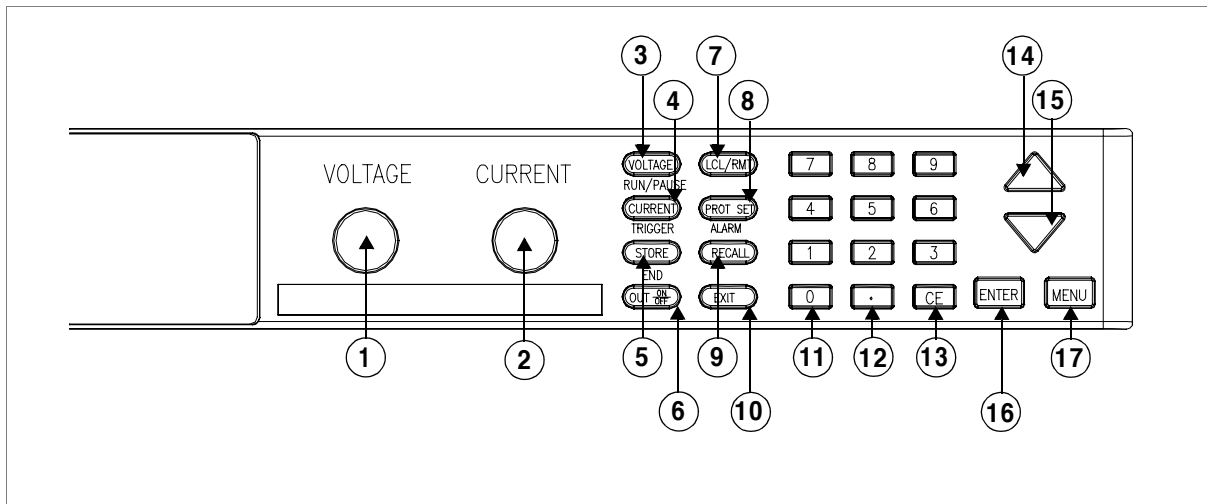 3
7
14
4
8
15
VOLTAGE
CURRENT
VOLTAGE
LCL/RMT
7
8
9
RUN/PAUSE
CURRENT
PROT SET
4
5
6
TRIGGER
ALARM
STORE
RECALL
1
2
3
END
OUT ON/OFF
EXIT
0
.
CE
ENTER
MENU
1
2
5
9
11
12
13
17
6
10
16